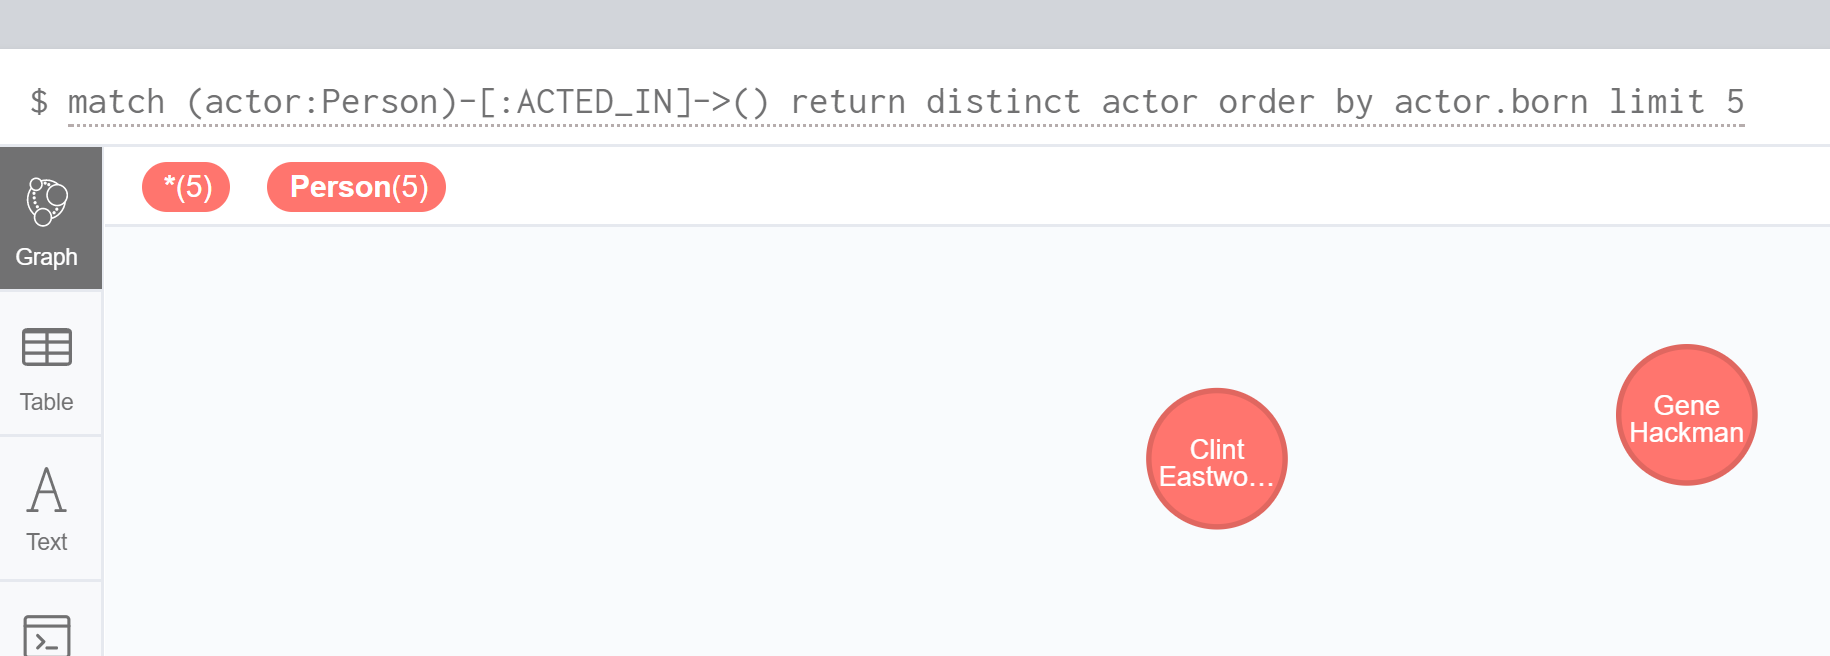 $ match (actor:Person)-[:ACTED_IN]->() return distinct actor order by actor.born limit 5
*(5) Person(5)
Graph
Table
Text
Clint
Eastwo...
Gene
Hackman
>_